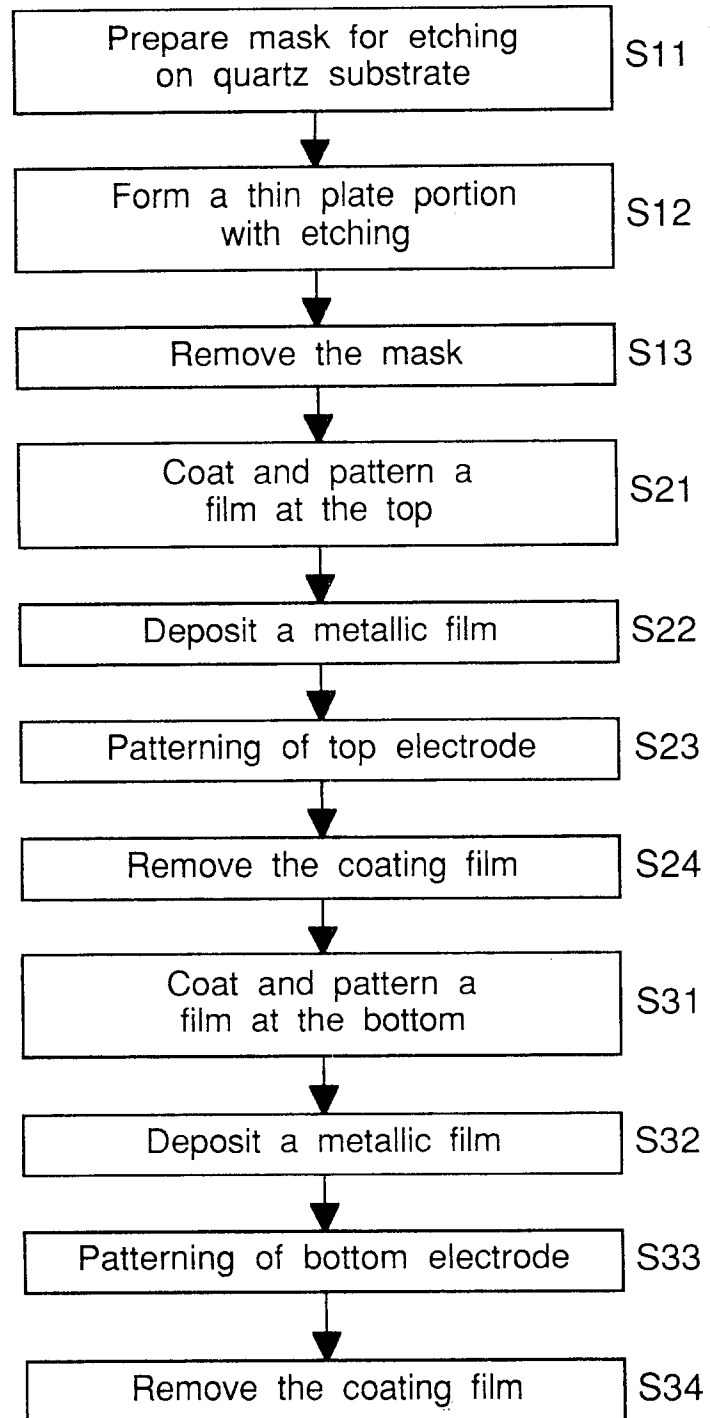 Prepare mask for etching
on quartz substrate
S11
Form a thin plate portion
with etching
S12
Remove the mask
S13
Coat and pattern a
film at the top
S21
Deposit a metallic film
S22
Patterning of top electrode
S23
Remove the coating film
S24
Coat and pattern a
film at the bottom
S31
Deposit a metallic film
S32
Patterning of bottom electrode
S33
Remove the coating film
S34